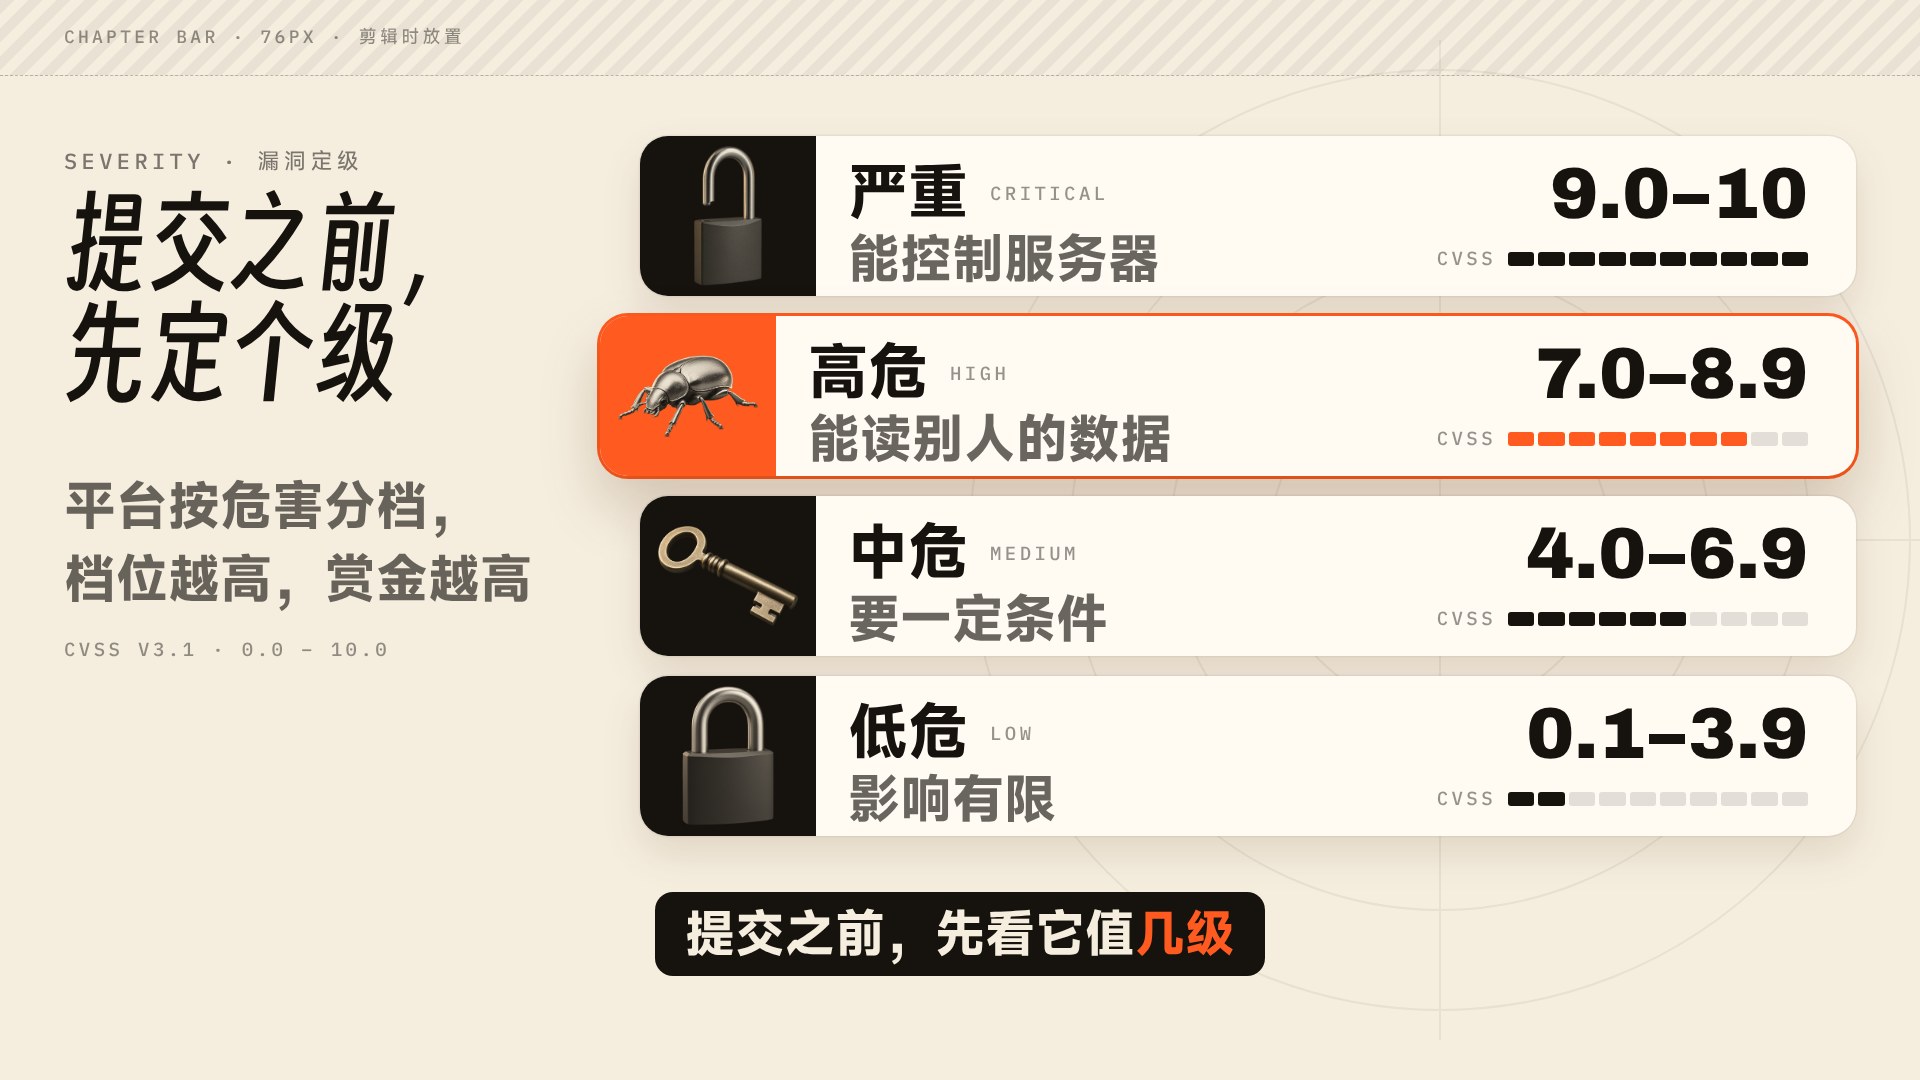 CHAPTER BAR · 76PX · 剪辑时放置
SEVERITY · 漏洞定级
提交之前，
先定个级
平台按危害分档，
档位越高，赏金越高
CVSS V3.1 · 0.0 – 10.0
严重 CRITICAL
能控制服务器
9.0–10
CVSS
高危 HIGH
能读别人的数据
7.0–8.9
CVSS
中危 MEDIUM
要一定条件
4.0–6.9
CVSS
低危 LOW
影响有限
0.1–3.9
CVSS
提交之前，先看它值几级